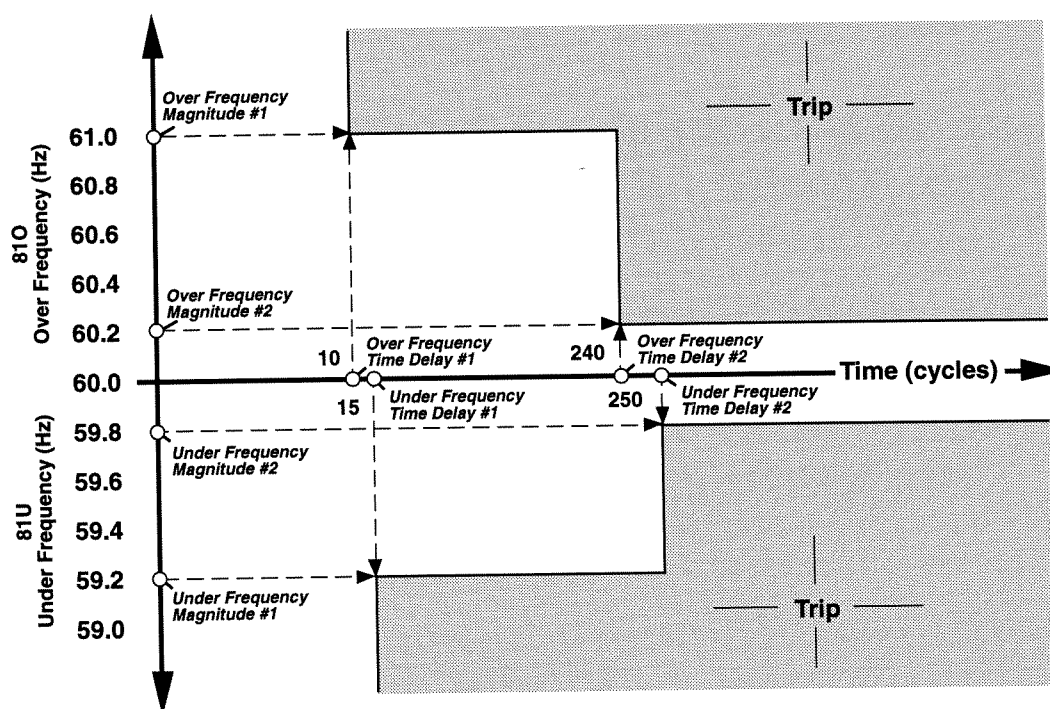 Over Frequency
Magnitude #1
61.0
Trip
60.8
60.6
60.4
Over Frequency
Magnitude #2
60.2
81O
Over Frequency (Hz)
10
Over Frequency
Time Delay #1
240
Over Frequency
Time Delay #2
60.0
Time (cycles)
15
Under Frequency
Time Delay #1
250
Under Frequency
Time Delay #2
59.8
Under Frequency
Magnitude #2
59.6
59.4
59.2
Under Frequency
Magnitude #1
59.0
81U
Under Frequency (Hz)
Trip